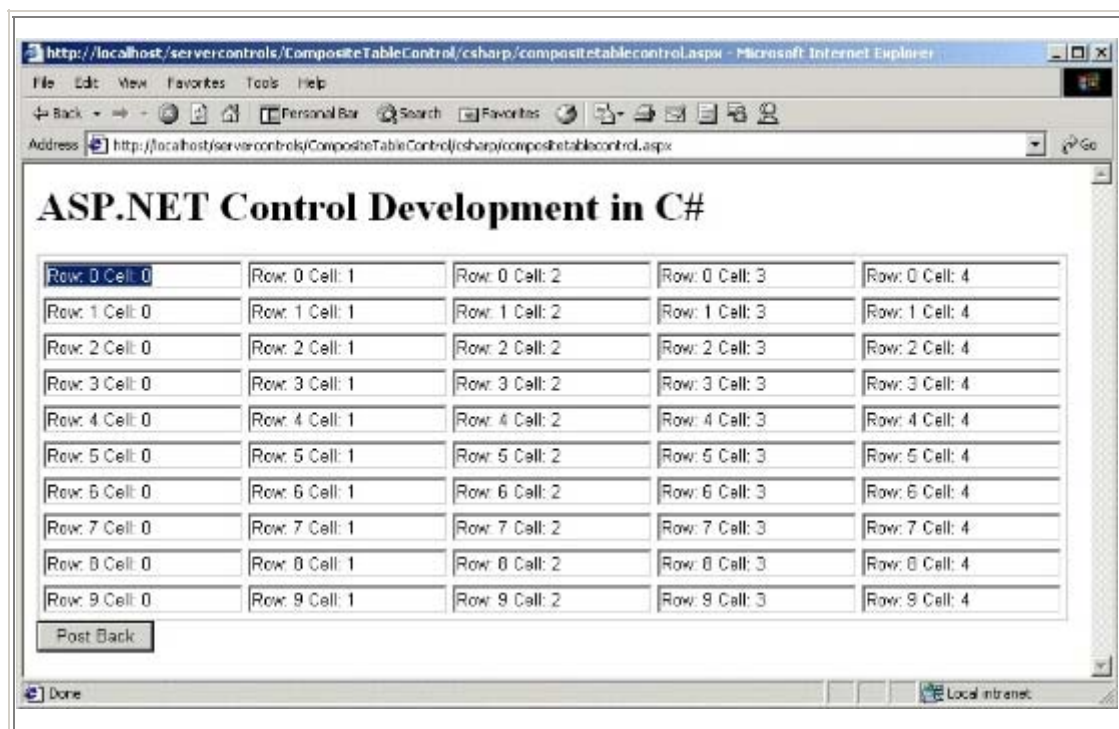 http://localhost/servercontrols/CompositeTableControl/csharp/compositetablecontrol.aspx - Microsoft Internet Explorer
File Edit View Favorites Tools Help
Back Personal Bar Search Favorites
Address http://localhost/servercontrols/CompositeTableControl/csharp/compositetablecontrol.aspx Go
ASP.NET Control Development in C#
Row: 0 Cell: 0 Row: 0 Cell: 1 Row: 0 Cell: 2 Row: 0 Cell: 3 Row: 0 Cell: 4
Row: 1 Cell: 0 Row: 1 Cell: 1 Row: 1 Cell: 2 Row: 1 Cell: 3 Row: 1 Cell: 4
Row: 2 Cell: 0 Row: 2 Cell: 1 Row: 2 Cell: 2 Row: 2 Cell: 3 Row: 2 Cell: 4
Row: 3 Cell: 0 Row: 3 Cell: 1 Row: 3 Cell: 2 Row: 3 Cell: 3 Row: 3 Cell: 4
Row: 4 Cell: 0 Row: 4 Cell: 1 Row: 4 Cell: 2 Row: 4 Cell: 3 Row: 4 Cell: 4
Row: 5 Cell: 0 Row: 5 Cell: 1 Row: 5 Cell: 2 Row: 5 Cell: 3 Row: 5 Cell: 4
Row: 6 Cell: 0 Row: 6 Cell: 1 Row: 6 Cell: 2 Row: 6 Cell: 3 Row: 6 Cell: 4
Row: 7 Cell: 0 Row: 7 Cell: 1 Row: 7 Cell: 2 Row: 7 Cell: 3 Row: 7 Cell: 4
Row: 8 Cell: 0 Row: 8 Cell: 1 Row: 8 Cell: 2 Row: 8 Cell: 3 Row: 8 Cell: 4
Row: 9 Cell: 0 Row: 9 Cell: 1 Row: 9 Cell: 2 Row: 9 Cell: 3 Row: 9 Cell: 4
Post Back
Done Local intranet